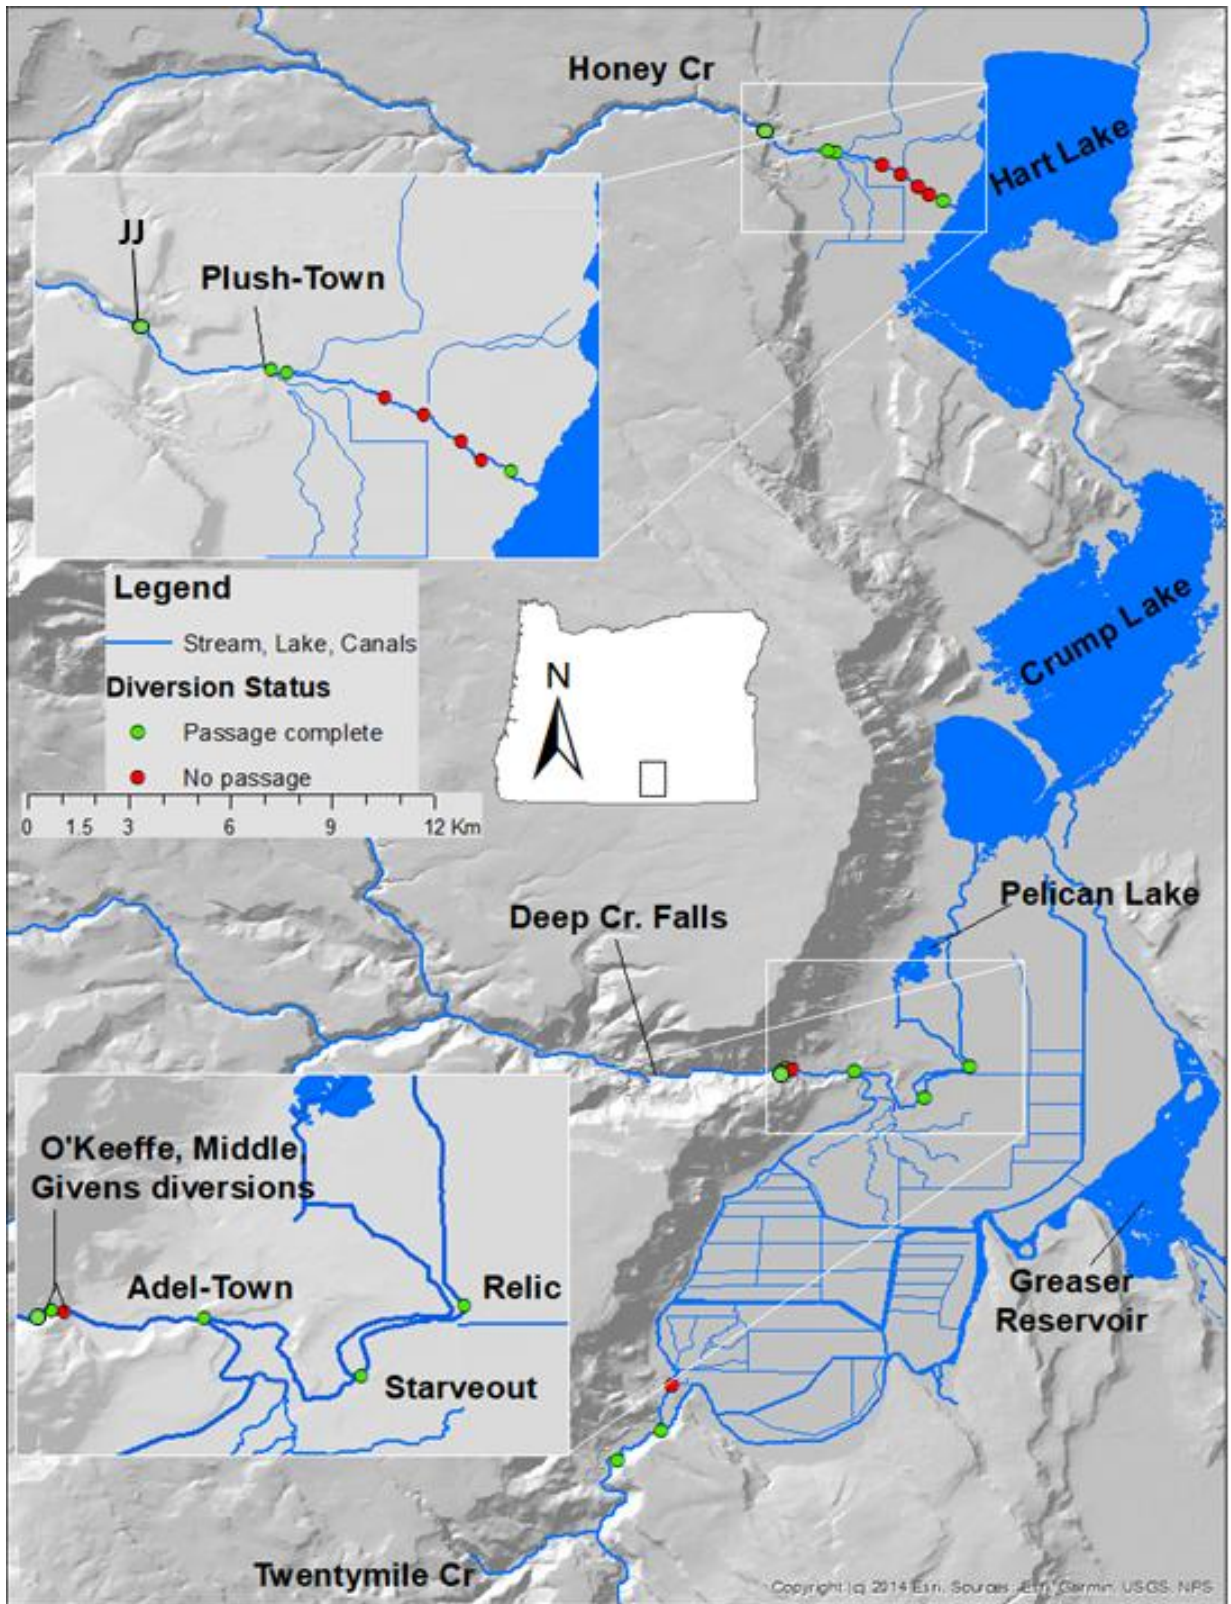 Honey Cr
Hart Lake
JJ
Plush-Town
Legend
Stream, Lake, Canals
Diversion Status
Passage complete
No passage
0 1.5 3 6 9 12 Km
N
Crump Lake
Pelican Lake
Deep Cr. Falls
O'Keeffe, Middle,
Givens diversions
Adel-Town
Relic
Starveout
Greaser
Reservoir
Twentymile Cr
Copyright (c) 2014 Esri, Sources: Esri, Garmin, USGS, NPS